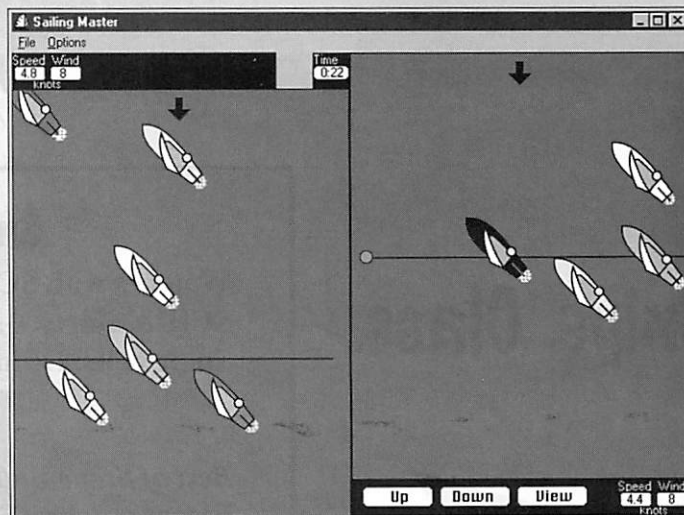 Sailing Master
File Options
Speed Wind
4.8 8
knots
Time
0:22
Up Down View
Speed Wind
4.4 8
knots